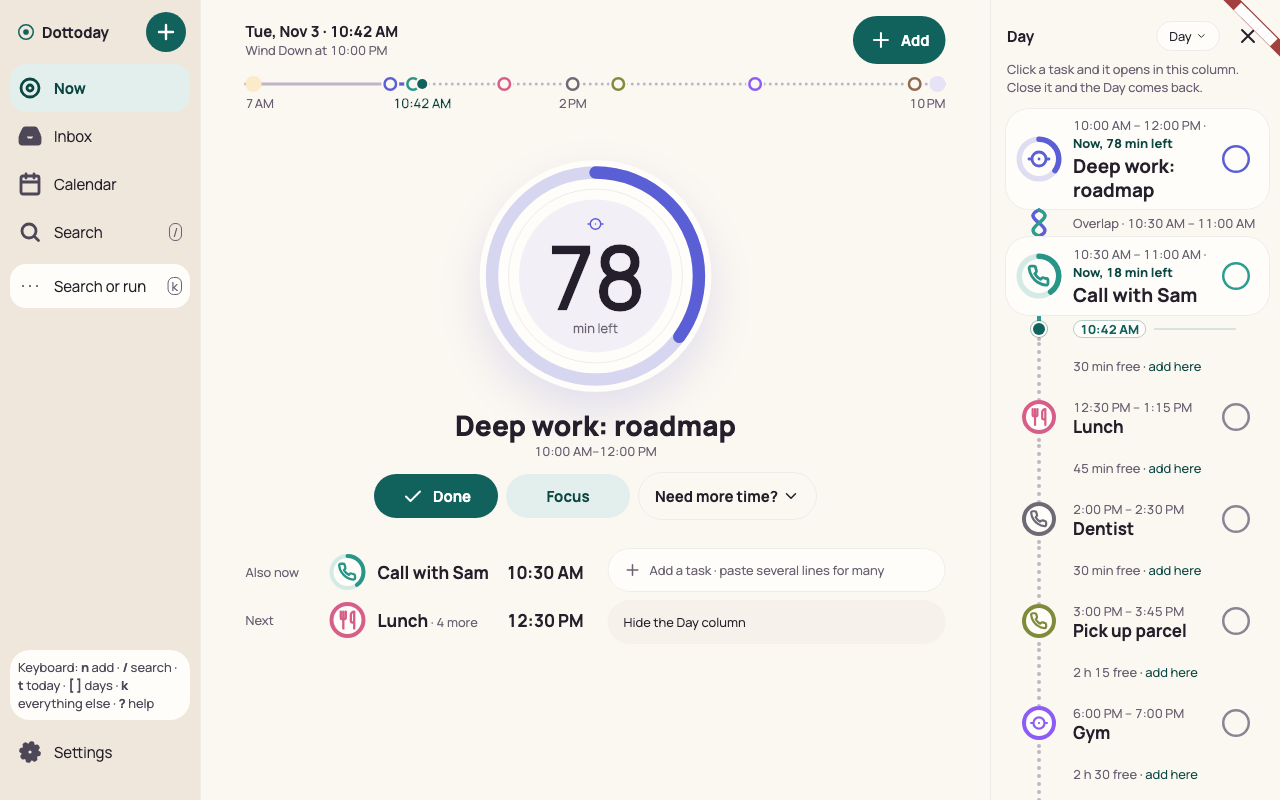 Dottoday
Now
Inbox
Calendar
Search /
Search or run k
Keyboard: n add · / search ·
t today · [ ] days · k
everything else · ? help
Settings
Tue, Nov 3 · 10:42 AM
Wind Down at 10:00 PM
Add
7 AM 10:42 AM 2 PM 10 PM
78
min left
Deep work: roadmap
10:00 AM–12:00 PM
Done Focus Need more time?
Also now Call with Sam 10:30 AM
Add a task · paste several lines for many
Next Lunch · 4 more 12:30 PM
Hide the Day column
Day Day
Click a task and it opens in this column.
Close it and the Day comes back.
10:00 AM – 12:00 PM ·
Now, 78 min left
Deep work:
roadmap
Overlap · 10:30 AM – 11:00 AM
10:30 AM – 11:00 AM ·
Now, 18 min left
Call with Sam
10:42 AM
30 min free · add here
12:30 PM – 1:15 PM
Lunch
45 min free · add here
2:00 PM – 2:30 PM
Dentist
30 min free · add here
3:00 PM – 3:45 PM
Pick up parcel
2 h 15 free · add here
6:00 PM – 7:00 PM
Gym
2 h 30 free · add here